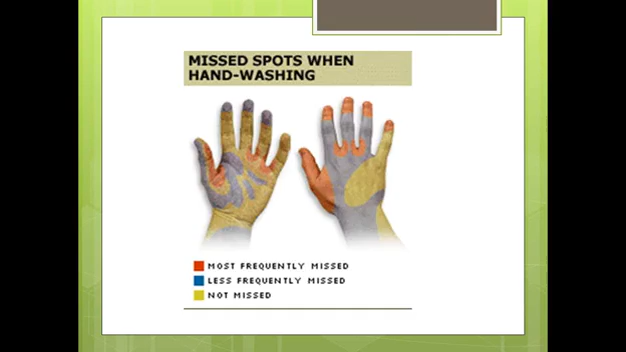 MISSED SPOTS WHEN
HAND-WASHING
MOST FREQUENTLY MISSED
LESS FREQUENTLY MISSED
NOT MISSED